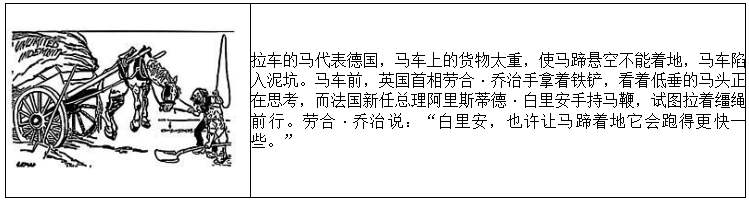 UNLIMITED
INDEMNITY
LOW
拉车的马代表德国，马车上的货物太重，使马蹄悬空不能着地，马车陷
入泥坑。马车前，英国首相劳合·乔治手拿着铁铲，看着低垂的马头正
在思考，而法国新任总理阿里斯蒂德·白里安手持马鞭，试图拉着缰绳
前行。劳合·乔治说：“白里安，也许让马蹄着地它会跑得更快一
些。”